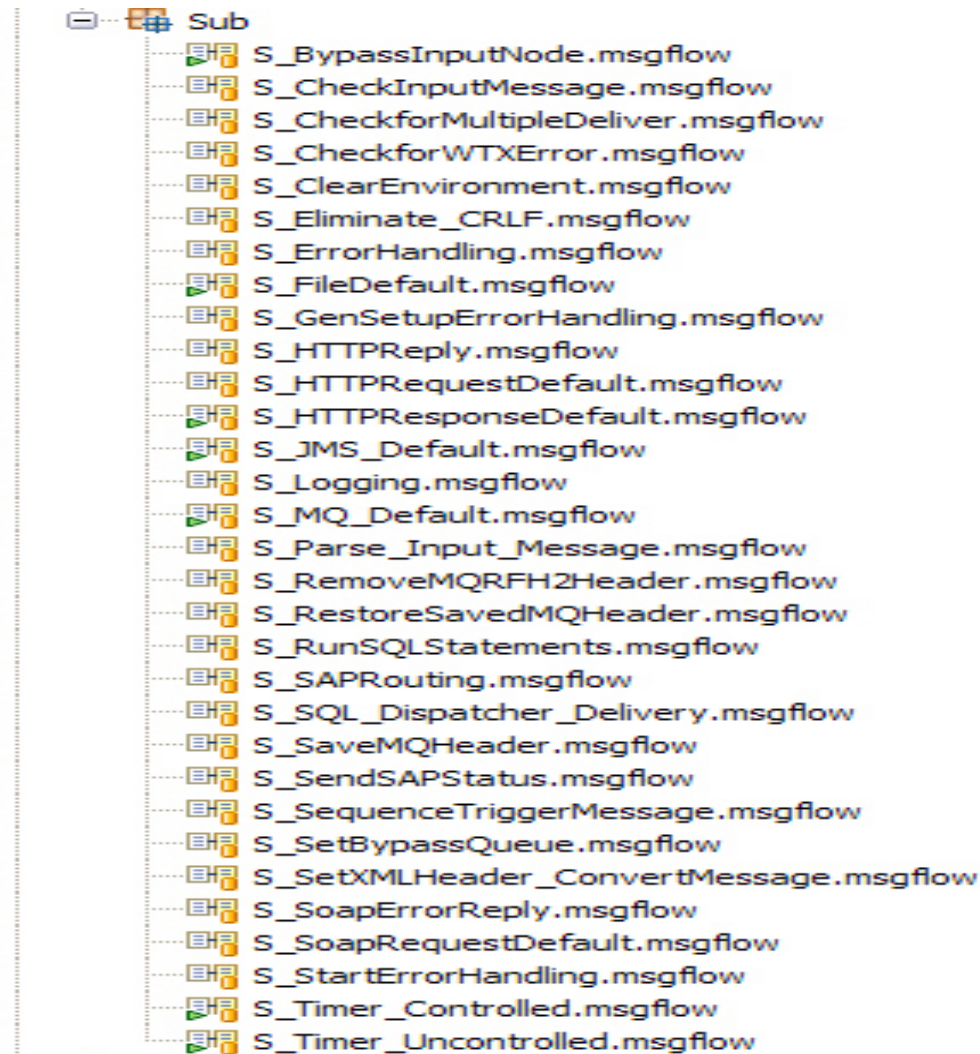 Sub
S_BypassInputNode.msgflow
S_CheckInputMessage.msgflow
S_CheckforMultipleDeliver.msgflow
S_CheckforWTXError.msgflow
S_ClearEnvironment.msgflow
S_Eliminate_CRLF.msgflow
S_ErrorHandling.msgflow
S_FileDefault.msgflow
S_GenSetupErrorHandling.msgflow
S_HTTPReply.msgflow
S_HTTPRequestDefault.msgflow
S_HTTPResponseDefault.msgflow
S_JMS_Default.msgflow
S_Logging.msgflow
S_MQ_Default.msgflow
S_Parse_Input_Message.msgflow
S_RemoveMQRFH2Header.msgflow
S_RestoreSavedMQHeader.msgflow
S_RunSQLStatements.msgflow
S_SAPRouting.msgflow
S_SQL_Dispatcher_Delivery.msgflow
S_SaveMQHeader.msgflow
S_SendSAPStatus.msgflow
S_SequenceTriggerMessage.msgflow
S_SetBypassQueue.msgflow
S_SetXMLHeader_ConvertMessage.msgflow
S_SoapErrorReply.msgflow
S_SoapRequestDefault.msgflow
S_StartErrorHandling.msgflow
S_Timer_Controlled.msgflow
S_Timer_Uncontrolled.msgflow